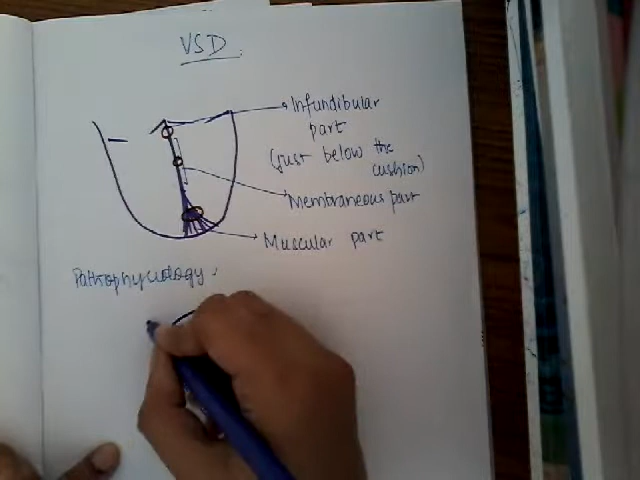 VSD
Infundibular
part
(just below the
cushion)
Membraneous part
Muscular part
Pathophysiology :